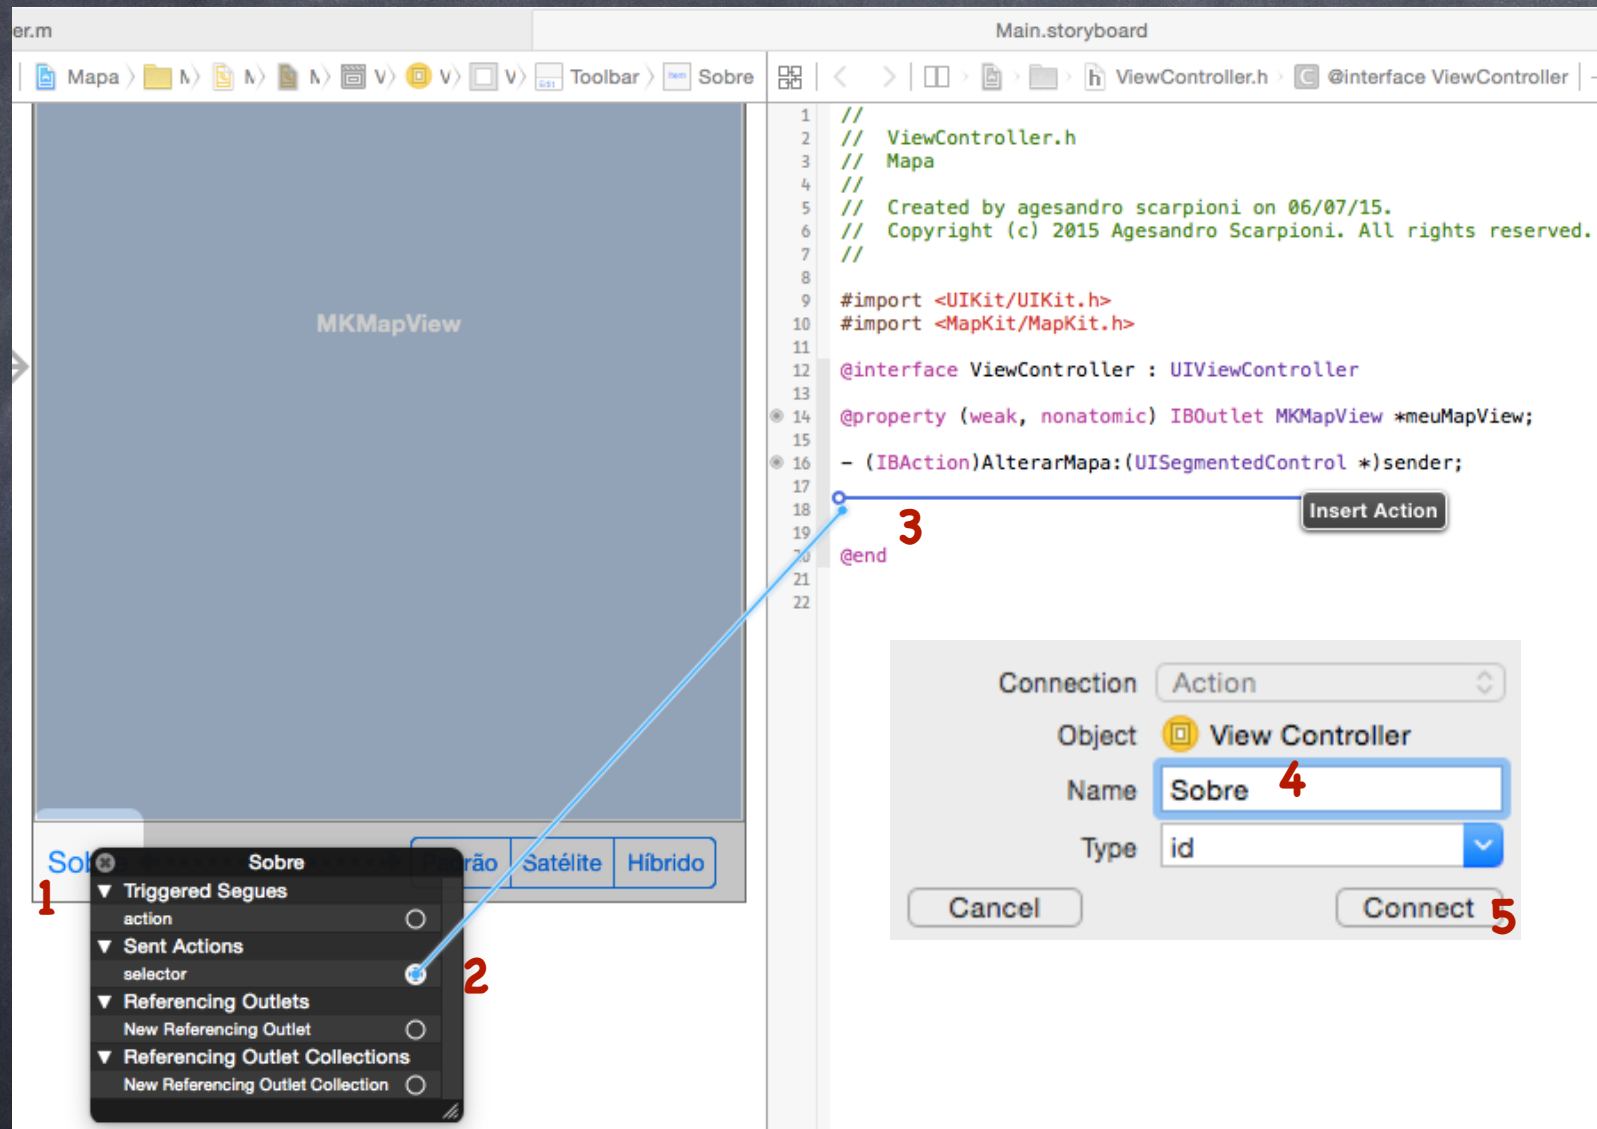 er.m
Main.storyboard
Mapa Toolbar Sobre
ViewController.h @interface ViewController
1 //
2 // ViewController.h
3 // Mapa
4 //
5 // Created by agesandro scarpioni on 06/07/15.
6 // Copyright (c) 2015 Agesandro Scarpioni. All rights reserved.
7 //
8
9 #import <UIKit/UIKit.h>
10 #import <MapKit/MapKit.h>
11
12 @interface ViewController : UIViewController
13
14 @property (weak, nonatomic) IBOutlet MKMapView *meuMapView;
15
16 - (IBAction)AlterarMapa:(UISegmentedControl *)sender;
17
18
19
20 @end
21
22
Insert Action
3
MKMapView
Connection Action
Object View Controller
Name Sobre
4
Type id
Cancel Connect 5
Sob
rão Satélite Híbrido
1
Sobre
Triggered Segues
action
Sent Actions
selector
2
Referencing Outlets
New Referencing Outlet
Referencing Outlet Collections
New Referencing Outlet Collection